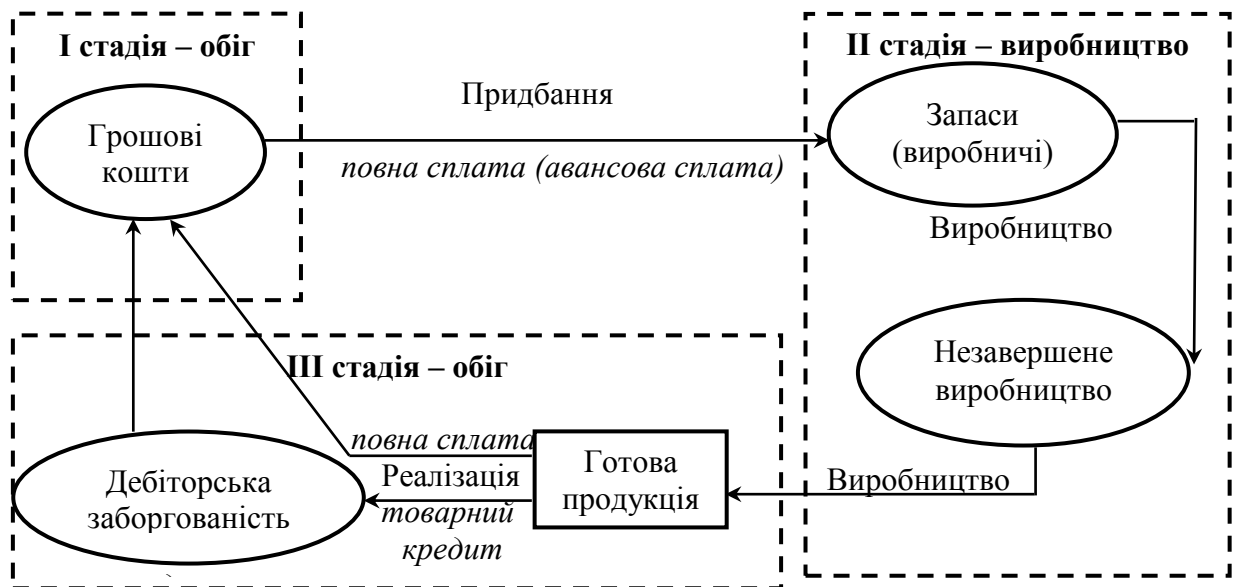 І стадія – обіг
ІІ стадія – виробництво
Грошові
кошти
Придбання
повна сплата (авансова сплата)
Запаси
(виробничі)
Виробництво
Незавершене
виробництво
ІІІ стадія – обіг
повна сплата
Реалізація
товарний
кредит
Готова
продукція
Виробництво
Дебіторська
заборгованість